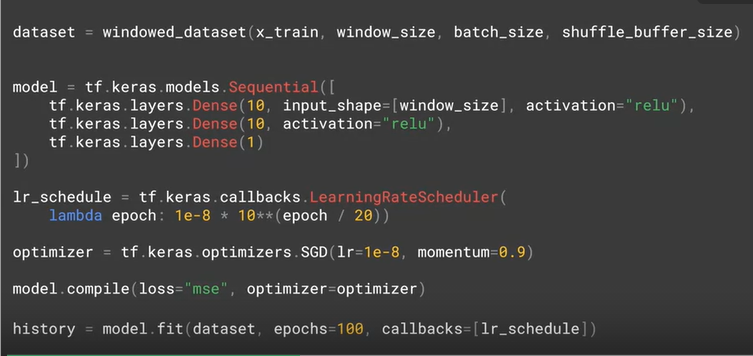 dataset = windowed_dataset(x_train, window_size, batch_size, shuffle_buffer_size)
model = tf.keras.models.Sequential([
    tf.keras.layers.Dense(10, input_shape=[window_size], activation="relu"),
    tf.keras.layers.Dense(10, activation="relu"),
    tf.keras.layers.Dense(1)
])
lr_schedule = tf.keras.callbacks.LearningRateScheduler(
    lambda epoch: 1e-8 * 10**(epoch / 20))
optimizer = tf.keras.optimizers.SGD(lr=1e-8, momentum=0.9)
model.compile(loss="mse", optimizer=optimizer)
history = model.fit(dataset, epochs=100, callbacks=[lr_schedule])